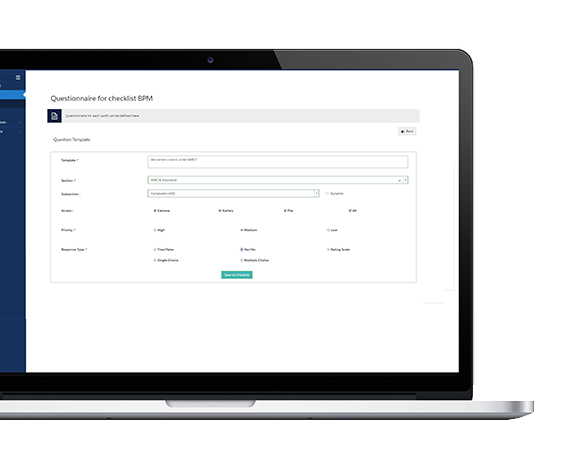 Questionnaire for checklist BPM
Questionnaire for each audit can be defined here.
Back
Question Template
Template *
Are servers covers under AMC?
Section *
AMC & Insurance
Subsection :
Computers AMC
Dynamic
Access :
Camera
Gallery
File
All
Priority *
High
Medium
Low
Response Type *
True/False
Yes/No
Rating Scale
Single Choice
Multiple Choice
Save to Checklist